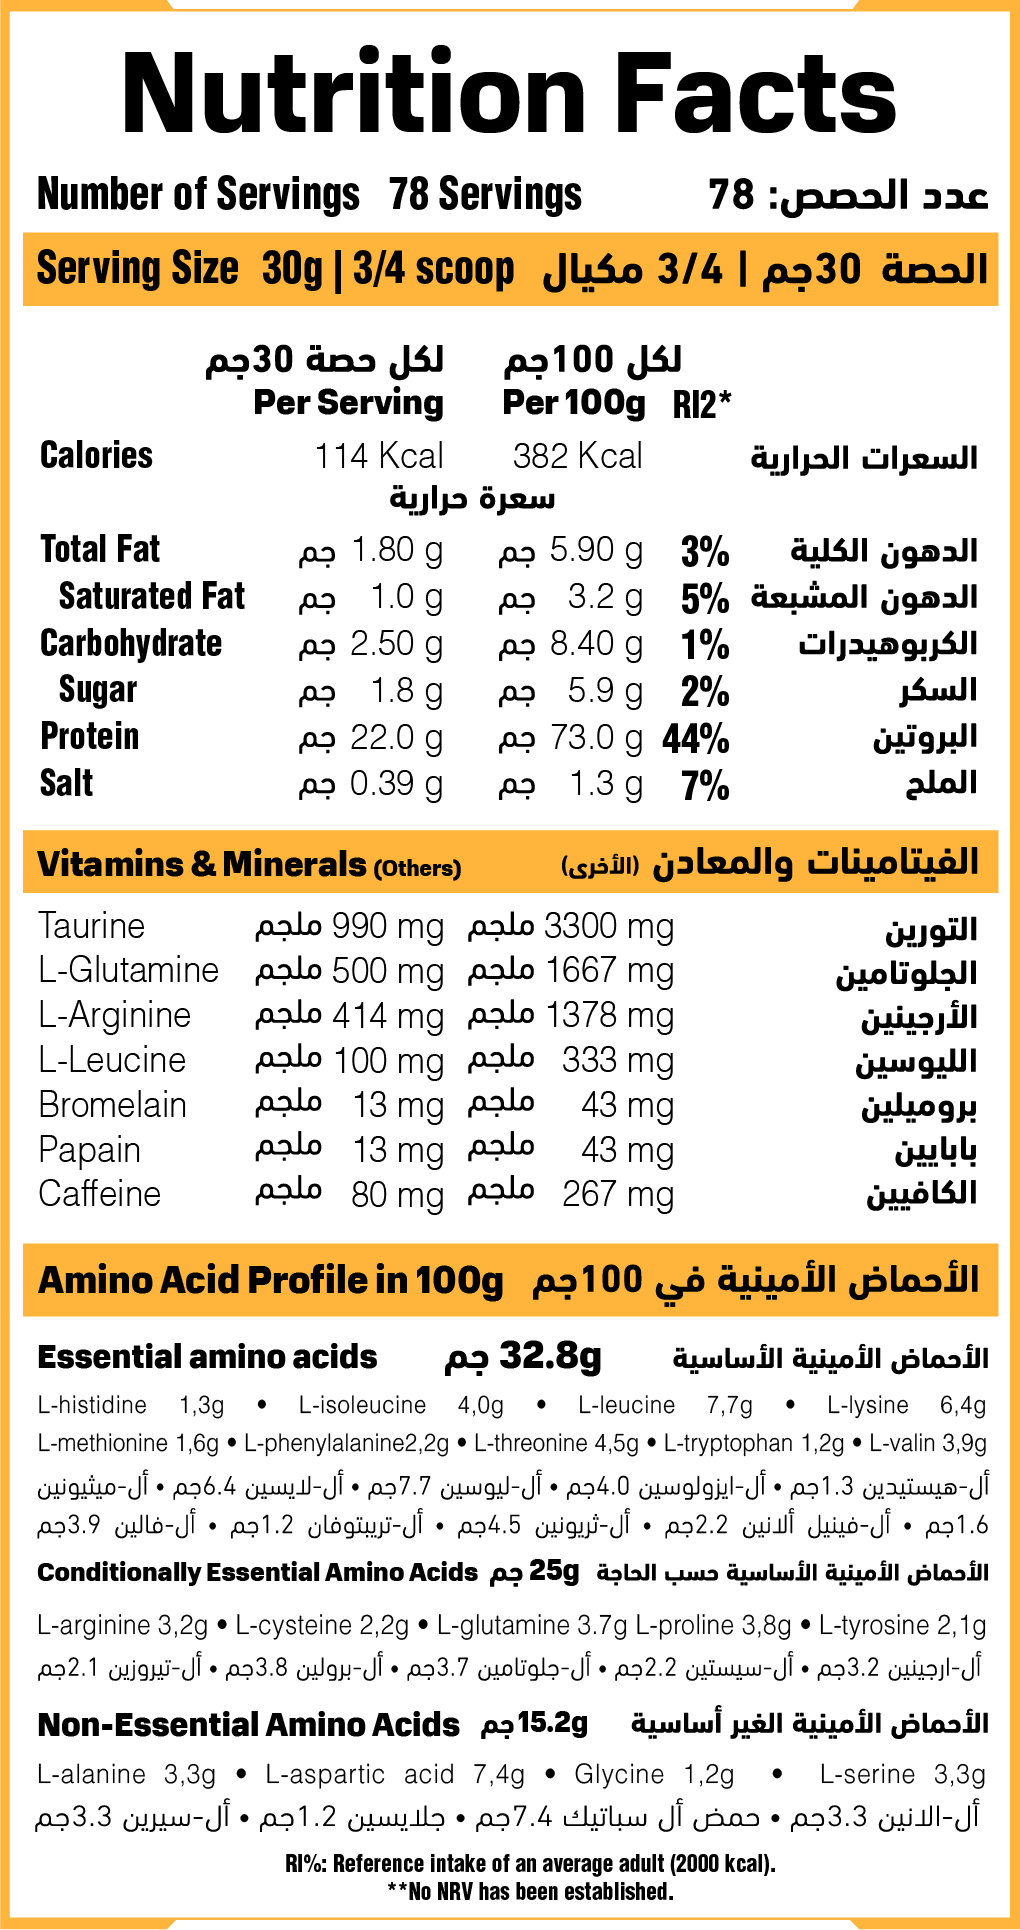 Nutrition Facts
Number of Servings 78 Servings عدد الحصص: 78
Serving Size 30g | 3/4 scoop الحصة 30جم | 3/4 مكيال
لكل حصة 30جم لكل 100جم
Per Serving Per 100g RI2*
Calories 114 Kcal 382 Kcal السعرات الحرارية
سعرة حرارية
Total Fat جم 1.80 g جم 5.90 g 3% الدهون الكلية
Saturated Fat جم 1.0 g جم 3.2 g 5% الدهون المشبعة
Carbohydrate جم 2.50 g جم 8.40 g 1% الكربوهيدرات
Sugar جم 1.8 g جم 5.9 g 2% السكر
Protein جم 22.0 g جم 73.0 g 44% البروتين
Salt جم 0.39 g جم 1.3 g 7% الملح
Vitamins & Minerals (Others) الفيتامينات والمعادن (الأخرى)
Taurine ملجم 990 mg ملجم 3300 mg التورين
L-Glutamine ملجم 500 mg ملجم 1667 mg الجلوتامين
L-Arginine ملجم 414 mg ملجم 1378 mg الأرجينين
L-Leucine ملجم 100 mg ملجم 333 mg الليوسين
Bromelain ملجم 13 mg ملجم 43 mg بروميلين
Papain ملجم 13 mg ملجم 43 mg بابايين
Caffeine ملجم 80 mg ملجم 267 mg الكافيين
Amino Acid Profile in 100g الأحماض الأمينية في 100جم
Essential amino acids جم 32.8g الأحماض الأمينية الأساسية
L-histidine 1,3g • L-isoleucine 4,0g • L-leucine 7,7g • L-lysine 6,4g
L-methionine 1,6g • L-phenylalanine2,2g • L-threonine 4,5g • L-tryptophan 1,2g • L-valin 3,9g
أل-هيستيدين 1.3جم • أل-ايزولوسين 4.0جم • أل-ليوسين 7.7جم • أل-لايسين 6.4جم • أل-ميثيونين
1.6جم • أل-فينيل ألانين 2.2جم • أل-ثريونين 4.5جم • أل-تريبتوفان 1.2جم • أل-فالين 3.9جم
Conditionally Essential Amino Acids جم 25g الأحماض الأمينية الأساسية حسب الحاجة
L-arginine 3,2g • L-cysteine 2,2g • L-glutamine 3.7g L-proline 3,8g • L-tyrosine 2,1g
أل-ارجينين 3.2جم • أل-سيستين 2.2جم • أل-جلوتامين 3.7جم • أل-برولين 3.8جم • أل-تيروزين 2.1جم
Non-Essential Amino Acids جم15.2g الأحماض الأمينية الغير أساسية
L-alanine 3,3g • L-aspartic acid 7,4g • Glycine 1,2g • L-serine 3,3g
أل-الانين 3.3جم • حمض أل سباتيك 7.4جم • جلايسين 1.2جم • أل-سيرين 3.3جم
RI%: Reference intake of an average adult (2000 kcal).
**No NRV has been established.